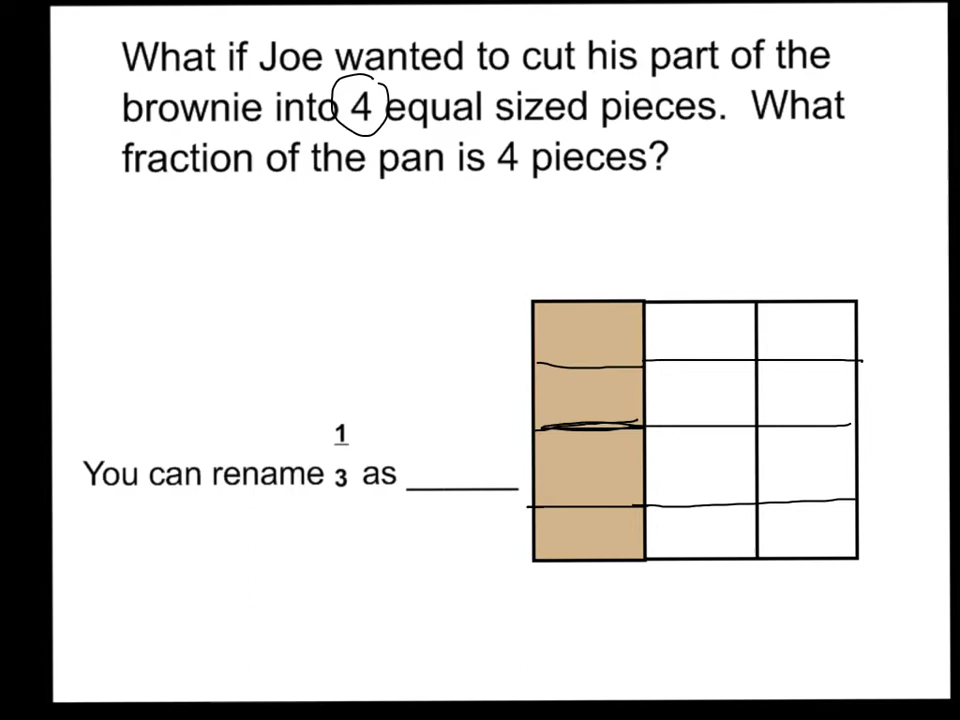 What if Joe wanted to cut his part of the
brownie into 4 equal sized pieces.  What
fraction of the pan is 4 pieces?
1
You can rename 3 as ______